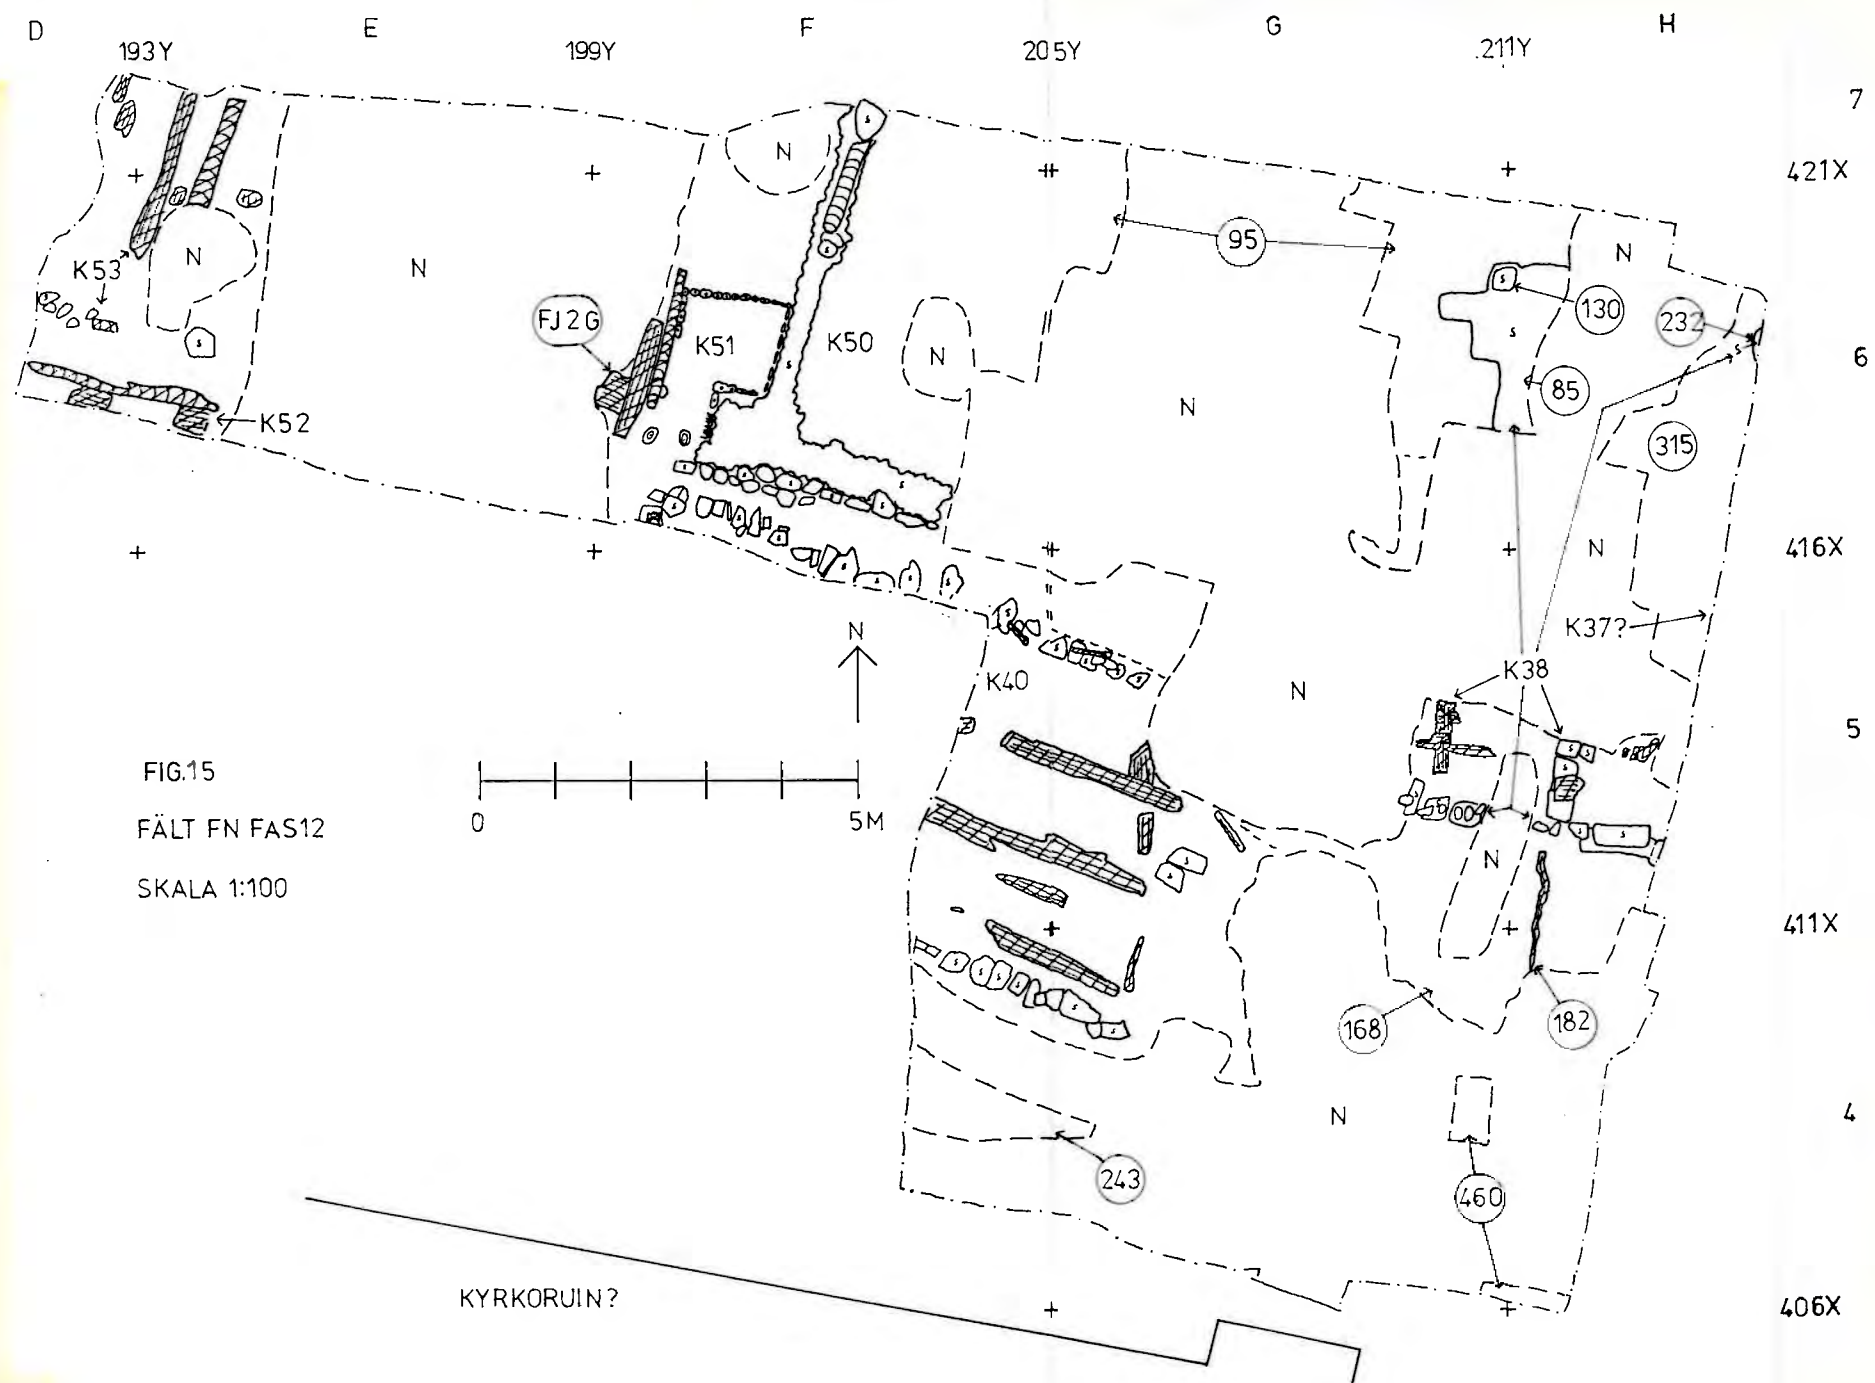 D E F G H
193Y 199Y 205Y 211Y
7
421X
N
S
N
N
95
K53
N
S
130
232
FJ2G
K51
K50
S
S
S
6
N
S
N
85
K52
315
416X
N
K37?
N
K40
K38
N
5
FIG.15
0 5M
FÄLT FN FAS12
SKALA 1:100
N
411X
168
182
N
4
243
460
KYRKORUIN?
406X